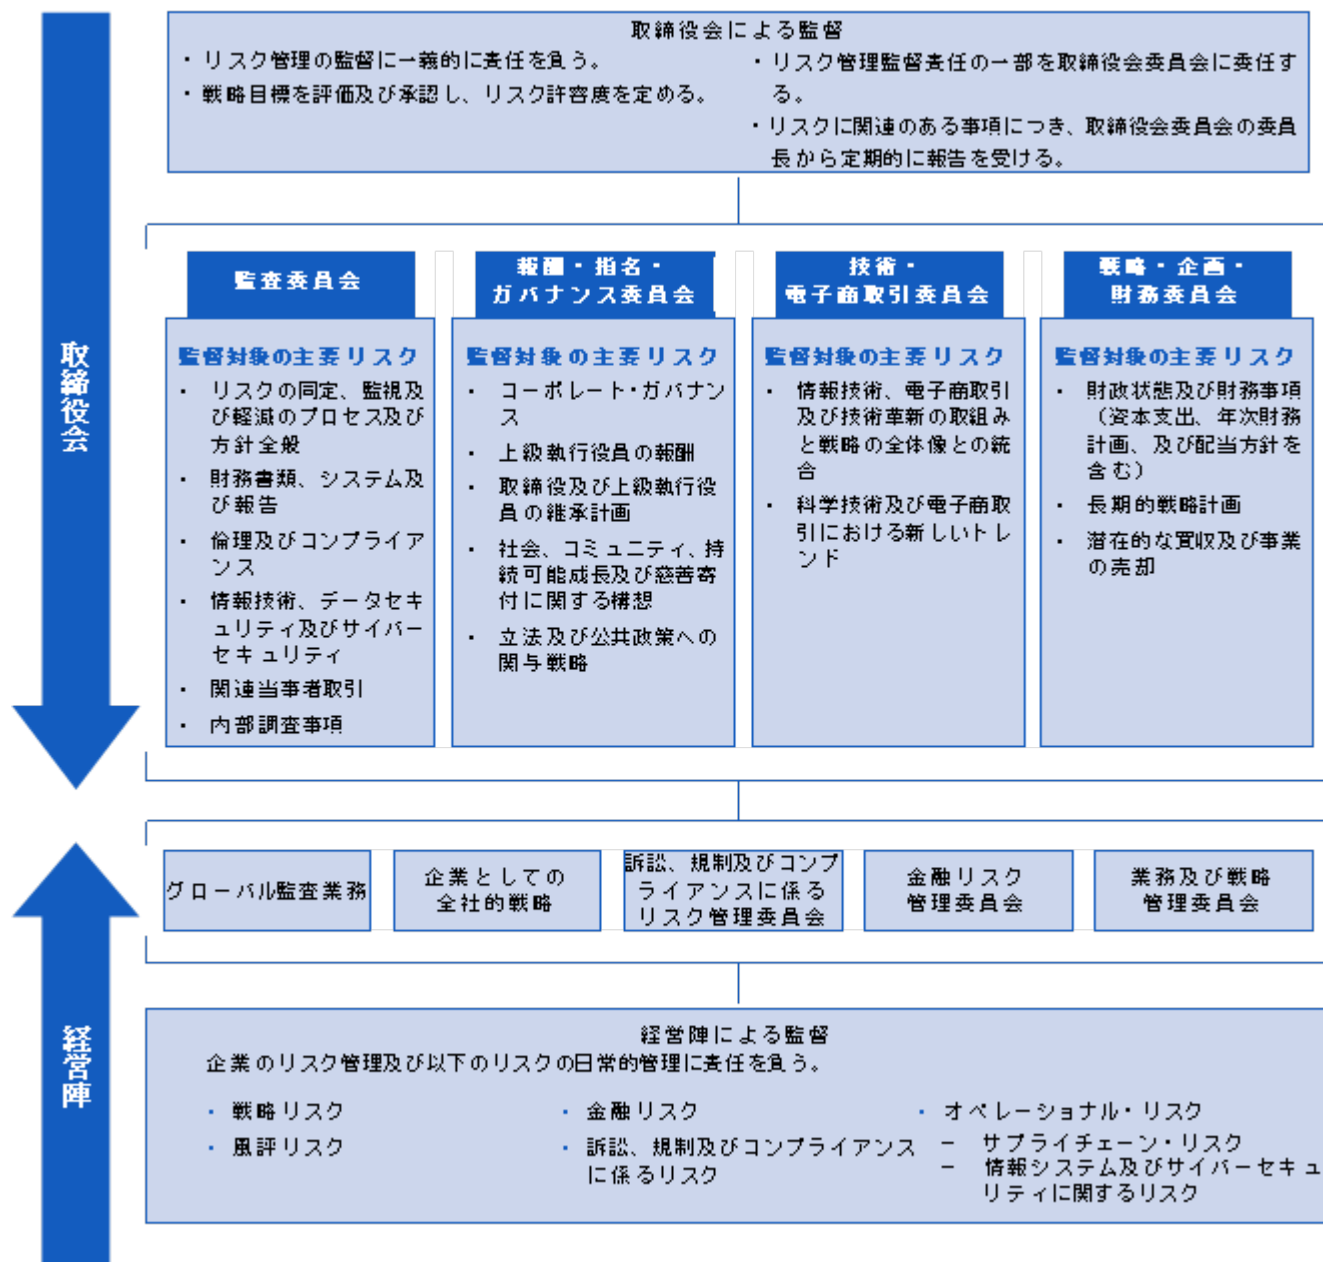 取締役会
取締役会による監督
・リスク管理の監督に一義的に責任を負う。
・戦略目標を評価及び承認し、リスク許容度を定める。
・リスク管理監督責任の一部を取締役会委員会に委任す
る。
・リスクに関連のある事項につき、取締役会委員会の委員
長から定期的に報告を受ける。
監査委員会
監督対象の主要リスク
・リスクの同定、監視及
び軽減のプロセス及び
方針全般
・財務書類、システム及
び報告
・倫理及びコンプライア
ンス
・情報技術、データセキ
ュリティ及びサイバー
セキュリティ
・関連当事者取引
・内部調査事項
報酬・指名・
ガバナンス委員会
監督対象の主要リスク
・コーポレート・ガバナン
ス
・上級執行役員の報酬
・取締役及び上級執行役
員の継承計画
・社会、コミュニティ、持
続可能成長及び慈善寄
付に関する構想
・立法及び公共政策への
関与戦略
技術・
電子商取引委員会
監督対象の主要リスク
・情報技術、電子商取引
及び技術革新の取組み
と戦略の全体像との統
合
・科学技術及び電子商取
引における新しいトレ
ンド
戦略・企画・
財務委員会
監督対象の主要リスク
・財政状態及び財務事項
（資本支出、年次財務
計画、及び配当方針を
含む）
・長期的戦略計画
・潜在的な買収及び事業
の売却
経営陣
グローバル監査業務
企業としての
全社的戦略
訴訟、規制及びコンプ
ライアンスに係る
リスク管理委員会
金融リスク
管理委員会
業務及び戦略
管理委員会
経営陣による監督
企業のリスク管理及び以下のリスクの日常的管理に責任を負う。
・戦略リスク
・風評リスク
・金融リスク
・訴訟、規制及びコンプライアンス
に係るリスク
・オペレーショナル・リスク
－ サプライチェーン・リスク
－ 情報システム及びサイバーセキュ
リティに関するリスク